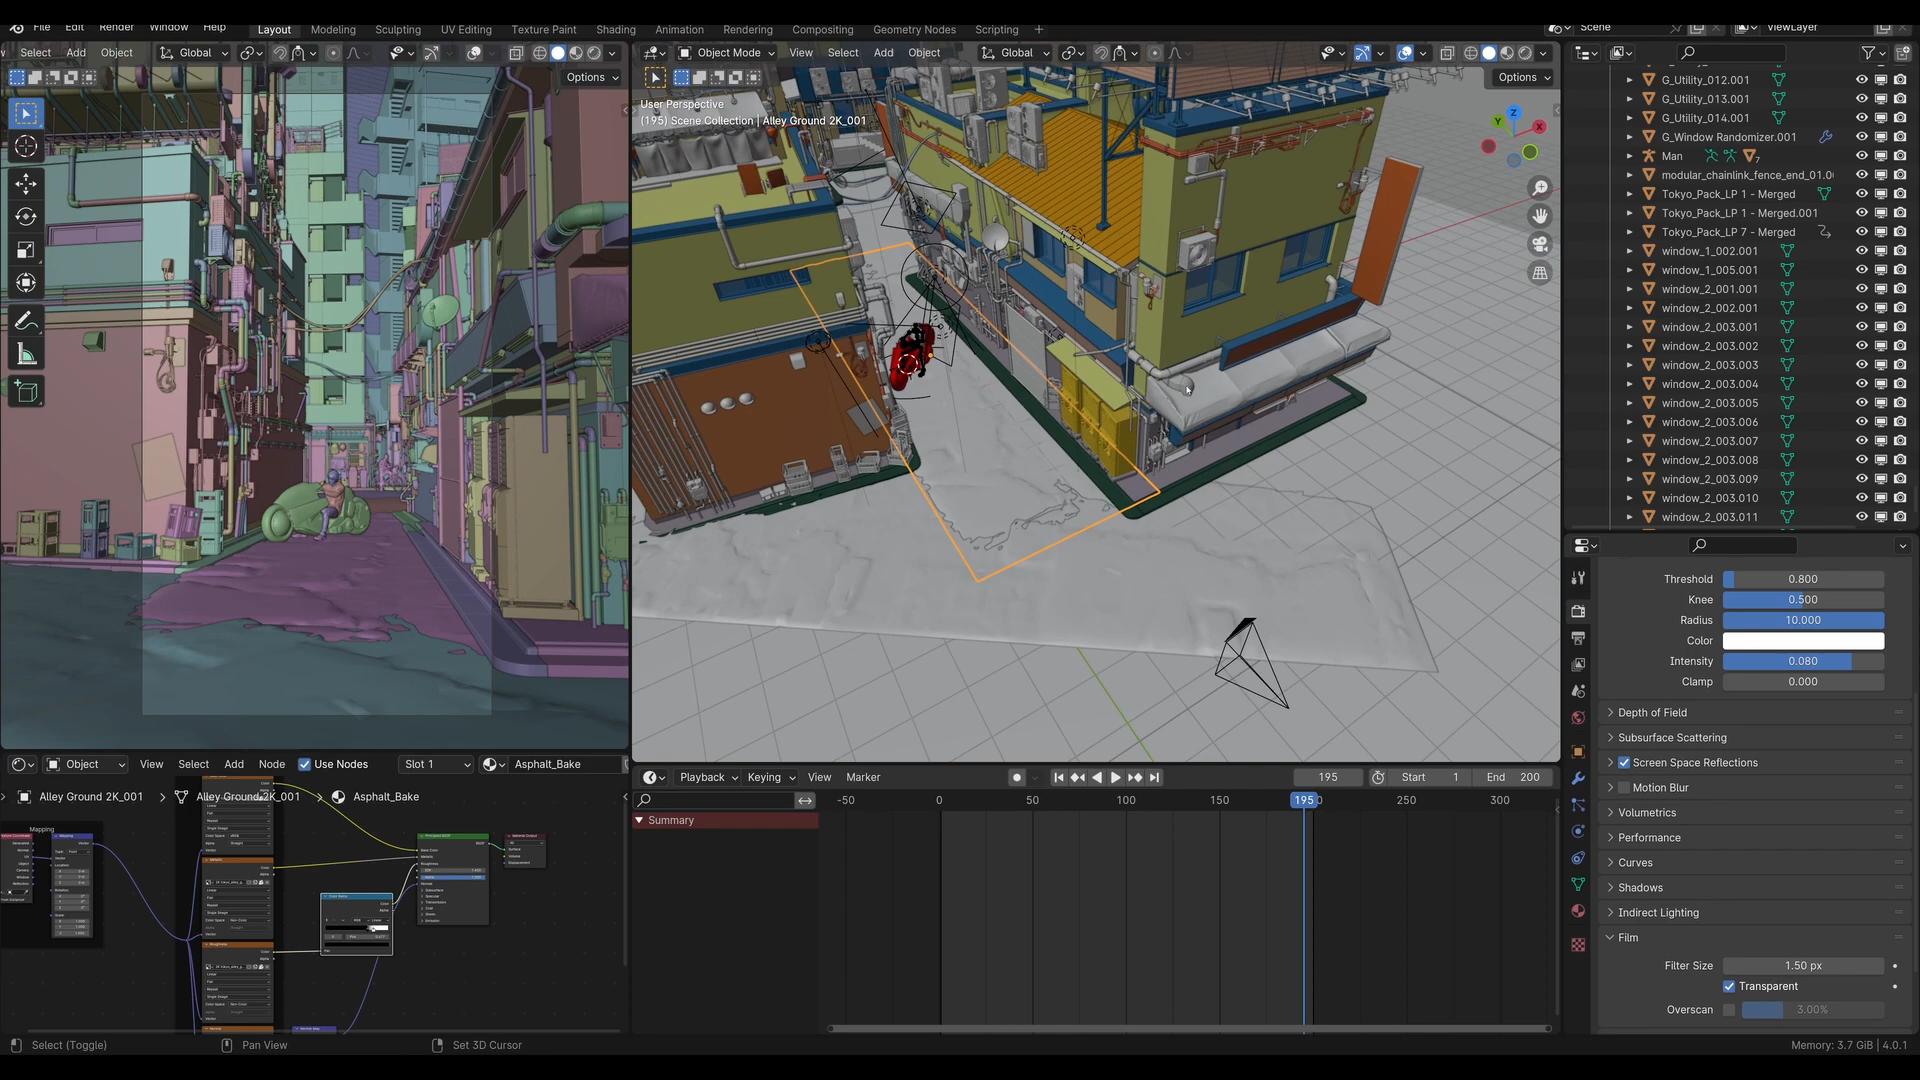 File Edit Render Window Help
Layout Modeling Sculpting UV Editing Texture Paint Shading Animation Rendering Compositing Geometry Nodes Scripting +
Scene ViewLayer
Select Add Object Global
Options
Object Mode View Select Add Object Global
Options
User Perspective
(195) Scene Collection | Alley Ground 2K_001
Z
Y
X
G_Utility_012.001
G_Utility_013.001
G_Utility_014.001
G_Window Randomizer.001
Man 7
modular_chainlink_fence_end_01.0
Tokyo_Pack_LP 1 - Merged
Tokyo_Pack_LP 1 - Merged.001
Tokyo_Pack_LP 7 - Merged
window_1_002.001
window_1_005.001
window_2_001.001
window_2_002.001
window_2_003.001
window_2_003.002
window_2_003.003
window_2_003.004
window_2_003.005
window_2_003.006
window_2_003.007
window_2_003.008
window_2_003.009
window_2_003.010
window_2_003.011
Threshold 0.800
Knee 0.500
Radius 10.000
Color
Intensity 0.080
Clamp 0.000
Depth of Field
Subsurface Scattering
Screen Space Reflections
Motion Blur
Volumetrics
Performance
Curves
Shadows
Indirect Lighting
Film
Filter Size 1.50 px
Transparent
Overscan 3.00%
Object View Select Add Node Use Nodes Slot 1 Asphalt_Bake
Alley Ground 2K_001 > Alley Ground 2K_001 > Asphalt_Bake
Mapping
Playback Keying View Marker 195 Start 1 End 200
-50 0 50 100 150 195 250 300
Summary
Select (Toggle) Pan View Set 3D Cursor Memory: 3.7 GiB | 4.0.1